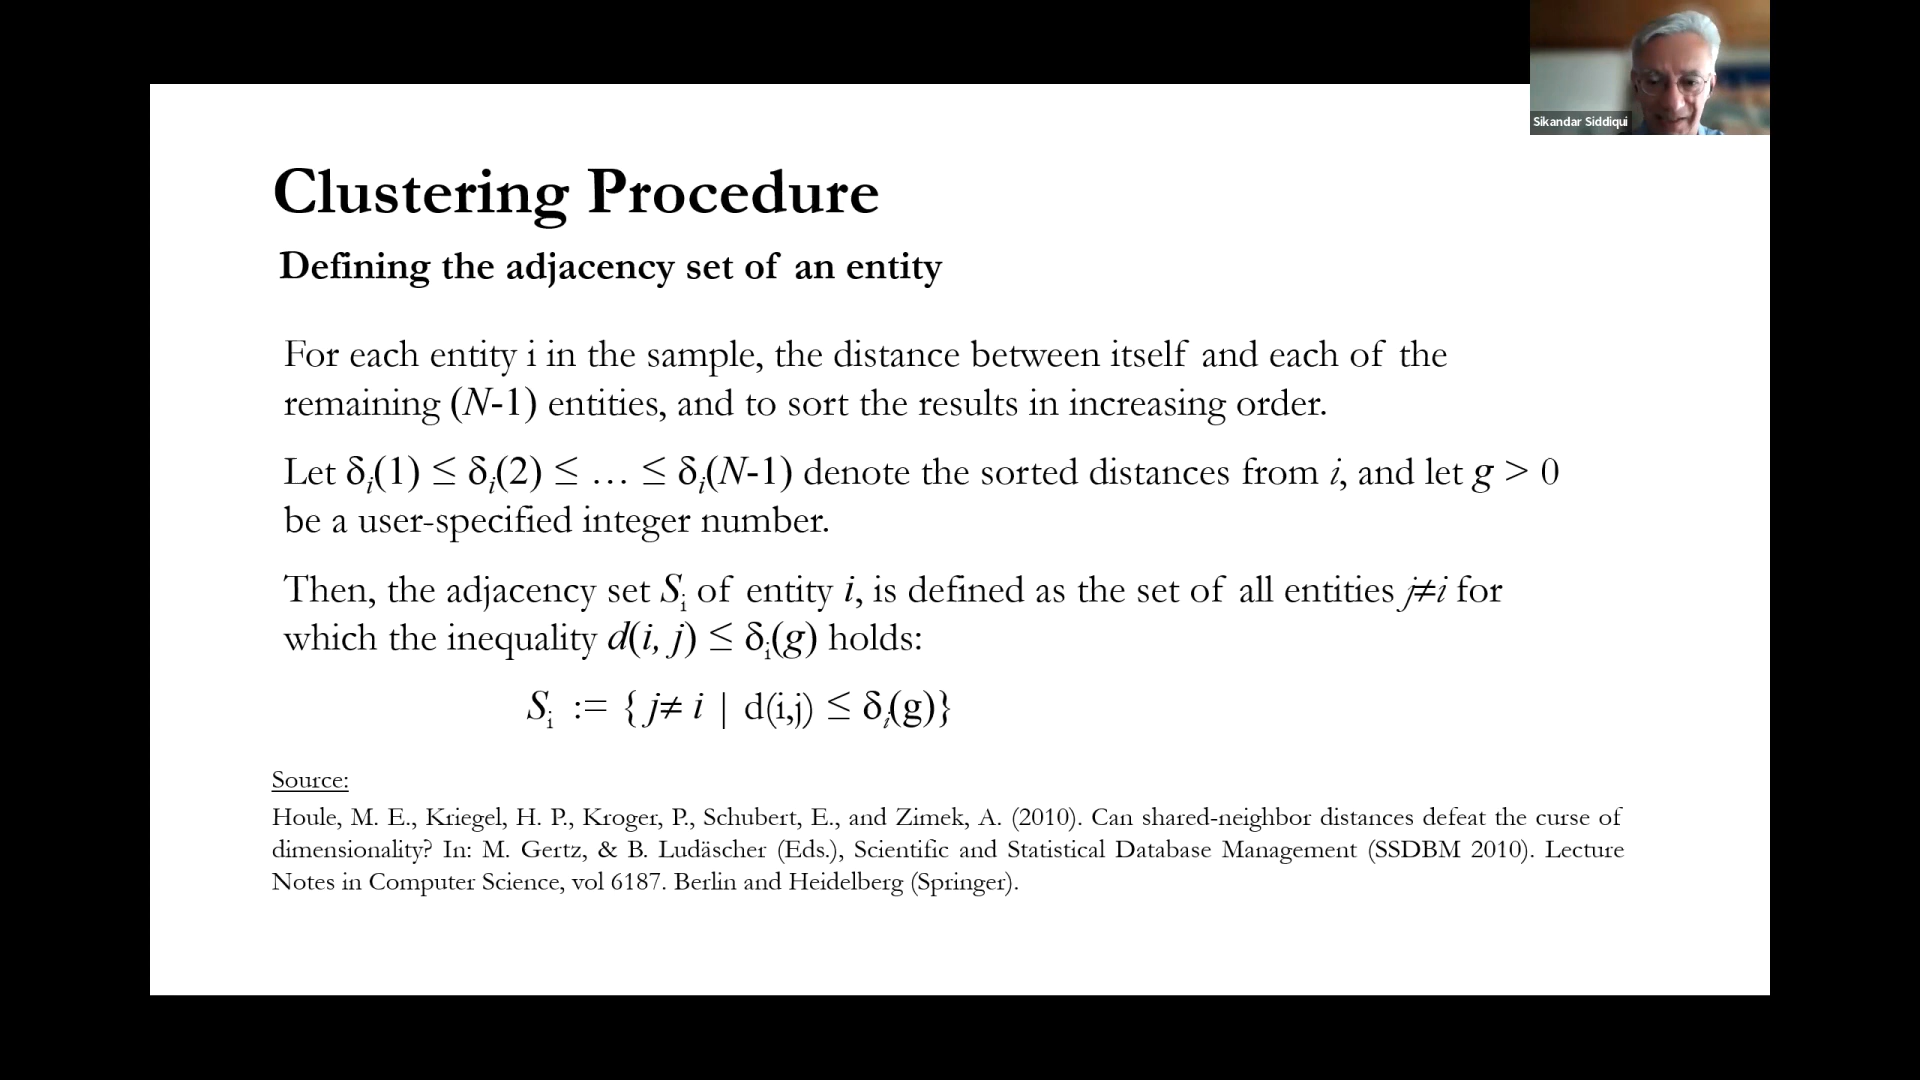 Sikandar Siddiqui
Clustering Procedure
Defining the adjacency set of an entity
For each entity i in the sample, the distance between itself and each of the
remaining (N-1) entities, and to sort the results in increasing order.
Let δi(1) ≤ δi(2) ≤ … ≤ δi(N-1) denote the sorted distances from i, and let g > 0
be a user-specified integer number.
Then, the adjacency set Si of entity i, is defined as the set of all entities j≠i for
which the inequality d(i, j) ≤ δi(g) holds:
Si := { j≠ i | d(i,j) ≤ δi(g)}
Source:
Houle, M. E., Kriegel, H. P., Kroger, P., Schubert, E., and Zimek, A. (2010). Can shared-neighbor distances defeat the curse of
dimensionality? In: M. Gertz, & B. Ludäscher (Eds.), Scientific and Statistical Database Management (SSDBM 2010). Lecture
Notes in Computer Science, vol 6187. Berlin and Heidelberg (Springer).